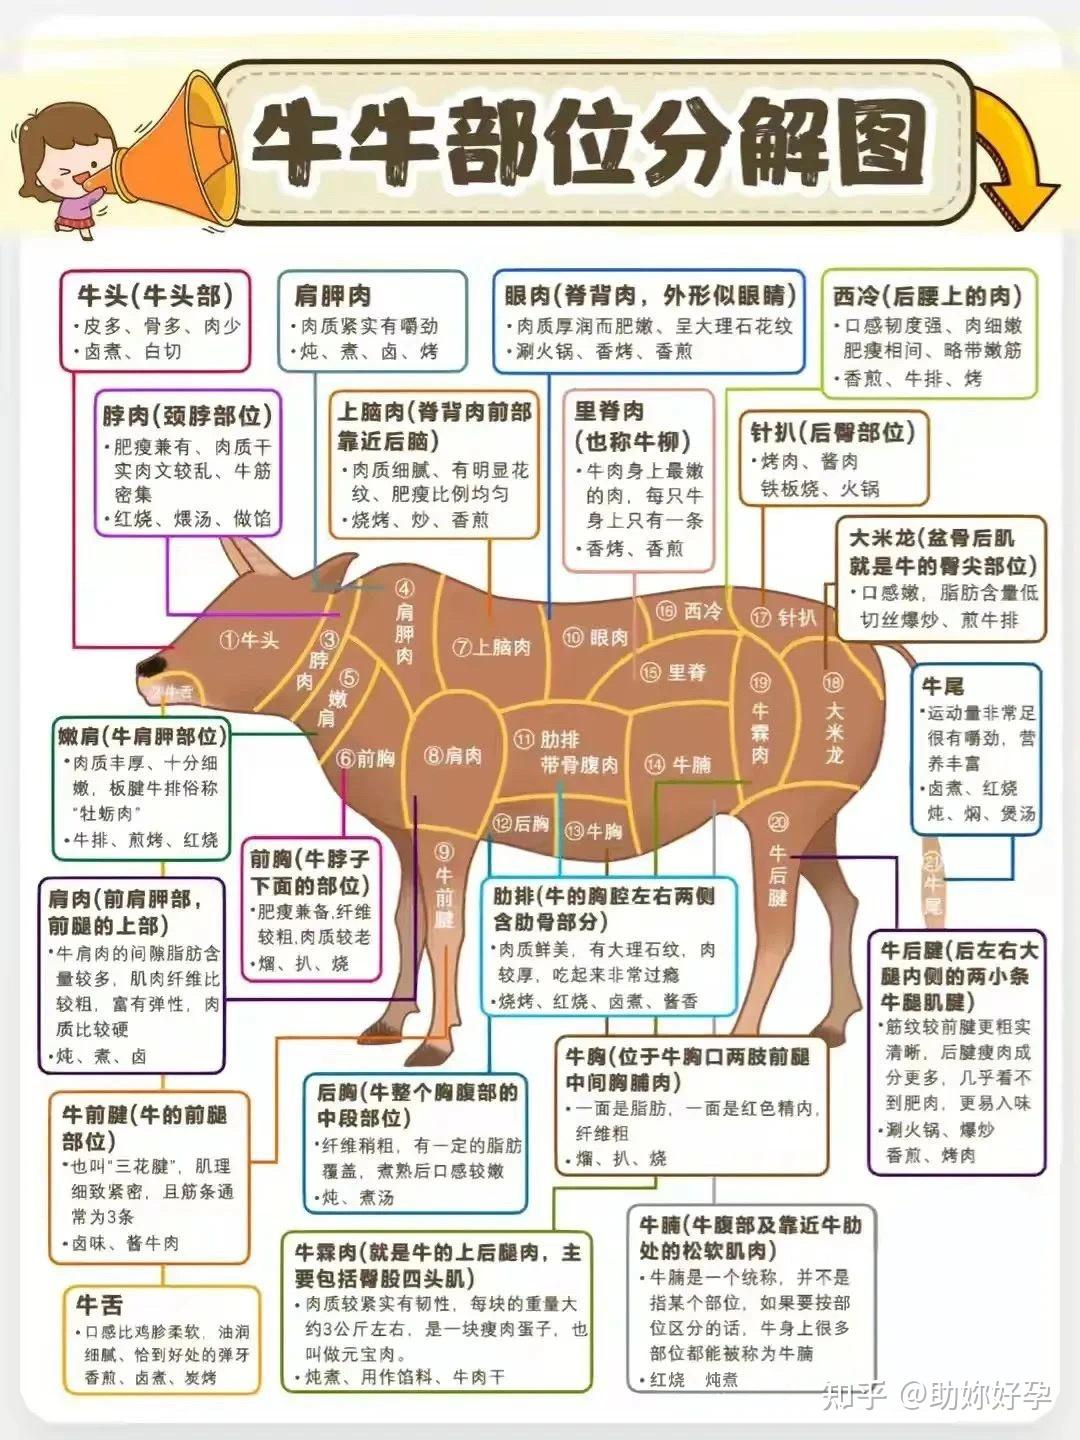 牛牛部位分解图
牛头(牛头部)
·皮多、骨多、肉少
·卤煮、白切
肩胛肉
·肉质紧实有嚼劲
·炖、煮、卤、烤
眼肉(脊背肉，外形似眼睛)
·肉质厚润而肥嫩、呈大理石花纹
·涮火锅、香烤、香煎
西冷(后腰上的肉)
·口感韧度强、肉细嫩
肥瘦相间、略带嫩筋
·香煎、牛排、烤
脖肉(颈脖部位)
·肥瘦兼有、肉质干
实肉文较乱、牛筋
密集
·红烧、煨汤、做馅
上脑肉(脊背肉前部
靠近后脑)
·肉质细腻、有明显花
纹、肥瘦比例均匀
·烧烤、炒、香煎
里脊肉
(也称牛柳)
·牛肉身上最嫩
的肉，每只牛
身上只有一条
·香烤、香煎
针扒(后臀部位)
·烤肉、酱肉
铁板烧、火锅
大米龙(盆骨后肌
就是牛的臀尖部位)
·口感嫩，脂肪含量低
切丝爆炒、煎牛排
①牛头
②牛舌
③脖肉
④肩胛肉
⑤嫩肩
⑥前胸
⑦上脑肉
⑧肩肉
⑨牛前腱
⑩眼肉
⑪肋排
带骨腹肉
⑫后胸
⑬牛胸
⑭牛腩
⑮里脊
⑯西冷
⑰针扒
⑱大米龙
⑲牛霖肉
⑳牛后腱
㉑牛尾
牛尾
·运动量非常足
很有嚼劲，营
养丰富
·卤煮、红烧
炖、焖、煲汤
嫩肩(牛肩胛部位)
·肉质丰厚、十分细
嫩，板腱牛排俗称
“牡蛎肉”
·牛排、煎烤、红烧
前胸(牛脖子
下面的部位)
·肥瘦兼备,纤维
较粗,肉质较老
·熘、扒、烧
肩肉(前肩胛部，
前腿的上部)
·牛肩肉的间隙脂肪含
量较多，肌肉纤维比
较粗，富有弹性，肉
质比较硬
·炖、煮、卤
肋排(牛的胸腔左右两侧
含肋骨部分)
·肉质鲜美，有大理石纹，肉
较厚，吃起来非常过瘾
·烧烤、红烧、卤煮、酱香
牛后腱(后左右大
腿内侧的两小条
牛腿肌腱)
·筋纹较前腱更粗实
清晰，后腱瘦肉成
分更多，几乎看不
到肥肉，更易入味
·涮火锅、爆炒
香煎、烤肉
牛前腱(牛的前腿
部位)
·也叫“三花腱”，肌理
细致紧密，且筋条通
常为3条
·卤味、酱牛肉
后胸(牛整个胸腹部的
中段部位)
·纤维稍粗，有一定的脂肪
覆盖，煮熟后口感较嫩
·炖、煮汤
牛胸(位于牛胸口两肢前腿
中间胸脯肉)
·一面是脂肪，一面是红色精内，
纤维粗
·熘、扒、烧
牛舌
·口感比鸡胗柔软，油润
细腻、恰到好处的弹牙
香煎、卤煮、炭烤
牛霖肉(就是牛的上后腿肉，主
要包括臀股四头肌)
·肉质较紧实有韧性，每块的重量大
约3公斤左右，是一块瘦肉蛋子，也
叫做元宝肉。
·炖煮、用作馅料、牛肉干
牛腩(牛腹部及靠近牛肋
处的松软肌肉)
·牛腩是一个统称，并不是
指某个部位，如果要按部
位区分的话，牛身上很多
部位都能被称为牛腩
·红烧 炖煮
知乎 @助妳好孕